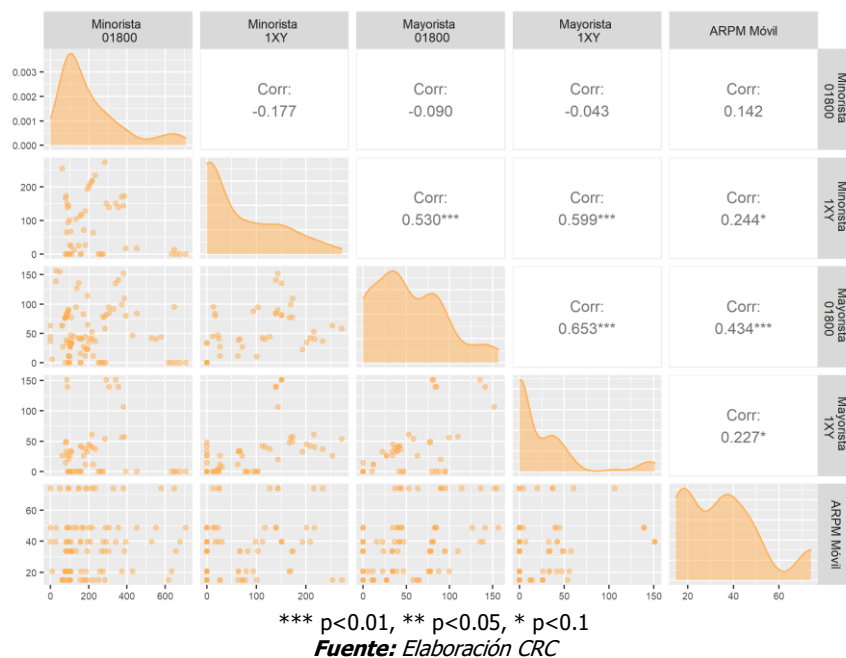 Minorista
01800
Minorista
1XY
Mayorista
01800
Mayorista
1XY
ARPM Móvil
0.003
0.002
0.001
0.000
Corr:
-0.177
Corr:
-0.090
Corr:
-0.043
Corr:
0.142
Minorista
01800
200
100
0
Corr:
0.530***
Corr:
0.599***
Corr:
0.244*
Minorista
1XY
150
100
50
0
Corr:
0.653***
Corr:
0.434***
Mayorista
01800
150
100
50
0
Corr:
0.227*
Mayorista
1XY
60
40
20
ARPM Móvil
0 200 400 600
0 100 200
0 50 100 150
0 50 100 150
20 40 60
*** p<0.01, ** p<0.05, * p<0.1
Fuente: Elaboración CRC